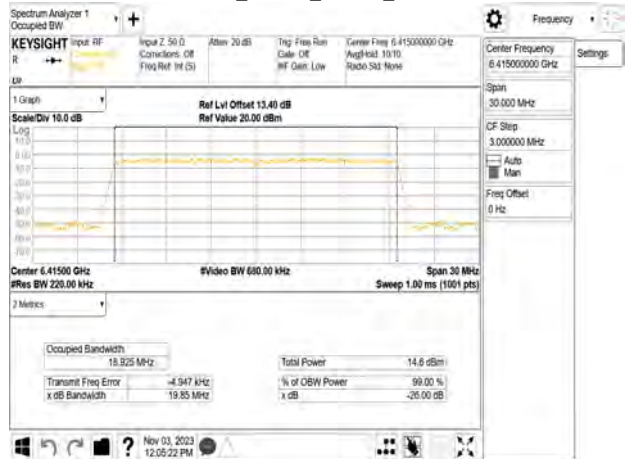 Spectrum Analyzer 1
Occupied BW
+
Frequency
KEYSIGHT
Input: RF
Input Z: 50 Ω
Atten: 20 dB
Trig: Free Run
Center Freq: 6.415000000 GHz
R
Corrections: Off
Gate: Off
Avg|Hold: 10/10
Freq Ref: Int (S)
#IF Gain: Low
Radio Std: None
Center Frequency
6.415000000 GHz
Settings
Span
30.000 MHz
CF Step
3.000000 MHz
Auto
Man
Freq Offset
0 Hz
1 Graph
Scale/Div 10.0 dB
Ref Lvl Offset 13.40 dB
Ref Value 20.00 dBm
Log
Center 6.41500 GHz
#Video BW 680.00 kHz
Span 30 MHz
#Res BW 220.00 kHz
Sweep 1.00 ms (1001 pts)
2 Metrics
Occupied Bandwidth
18.925 MHz
Total Power
14.6 dBm
Transmit Freq Error
-4.947 kHz
% of OBW Power
99.00 %
x dB Bandwidth
19.85 MHz
x dB
-26.00 dB
?
Nov 03, 2023
12:05:22 PM